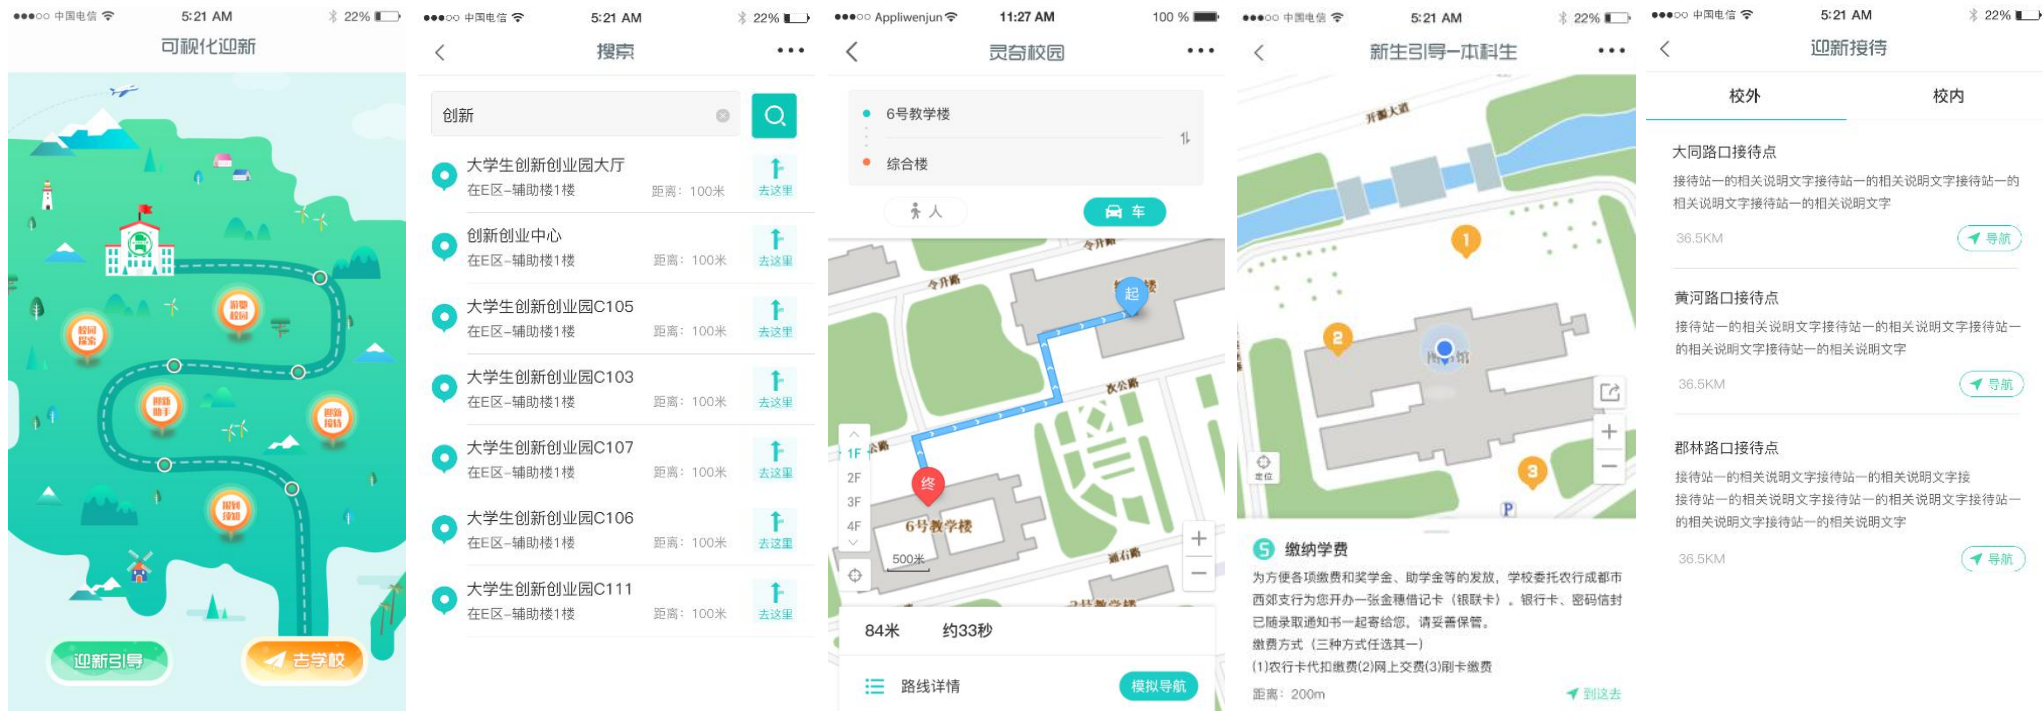 中国电信
5:21 AM
22%
可视化迎新
游塈
校园
校园
探索
迎新
助手
迎新
接待
报到
须知
迎新引导
去学校
中国电信
5:21 AM
22%
搜索
创新
大学生创新创业园大厅
在E区-辅助楼1楼
距离：100米
去这里
创新创业中心
在E区-辅助楼1楼
距离：100米
去这里
大学生创新创业园C105
在E区-辅助楼1楼
距离：100米
去这里
大学生创新创业园C103
在E区-辅助楼1楼
距离：100米
去这里
大学生创新创业园C107
在E区-辅助楼1楼
距离：100米
去这里
大学生创新创业园C106
在E区-辅助楼1楼
距离：100米
去这里
大学生创新创业园C111
在E区-辅助楼1楼
距离：100米
去这里
Appliwenjun
11:27 AM
100 %
灵奇校园
6号教学楼
综合楼
人
车
令升路
令升路
楼
起
次公路
公路
1F
2F
3F
4F
终
6号教学楼
500米
通右路
2号教学楼
84米
约33秒
路线详情
模拟导航
中国电信
5:21 AM
22%
新生引导-本科生
开源大道
1
2
图书馆
3
定位
P
5
缴纳学费
为方便各项缴费和奖学金、助学金等的发放，学校委托农行成都市
西郊支行为您开办一张金穗借记卡（银联卡）。银行卡、密码信封
已随录取通知书一起寄给您，请妥善保管。
缴费方式（三种方式任选其一）
(1)农行卡代扣缴费(2)网上交费(3)刷卡缴费
距离：200m
到这去
中国电信
5:21 AM
22%
迎新接待
校外
校内
大同路口接待点
接待站一的相关说明文字接待站一的相关说明文字接待站一的
相关说明文字接待站一的相关说明文字
36.5KM
导航
黄河路口接待点
接待站一的相关说明文字接待站一的相关说明文字接待站一
的相关说明文字接待站一的相关说明文字
36.5KM
导航
郡林路口接待点
接待站一的相关说明文字接待站一的相关说明文字接
接待站一的相关说明文字接待站一的相关说明文字接待站一
的相关说明文字接待站一的相关说明文字
36.5KM
导航